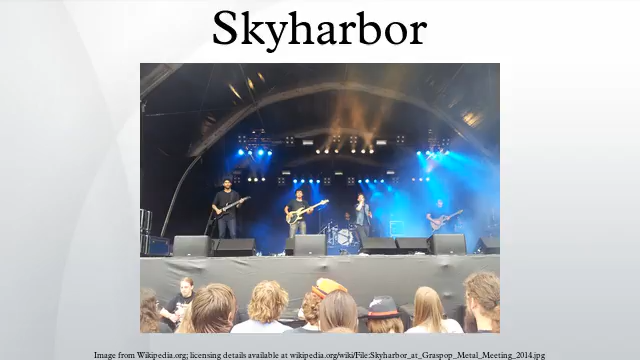 Skyharbor
Image from Wikipedia.org; licensing details available at wikipedia.org/wiki/File:Skyharbor_at_Graspop_Metal_Meeting_2014.jpg